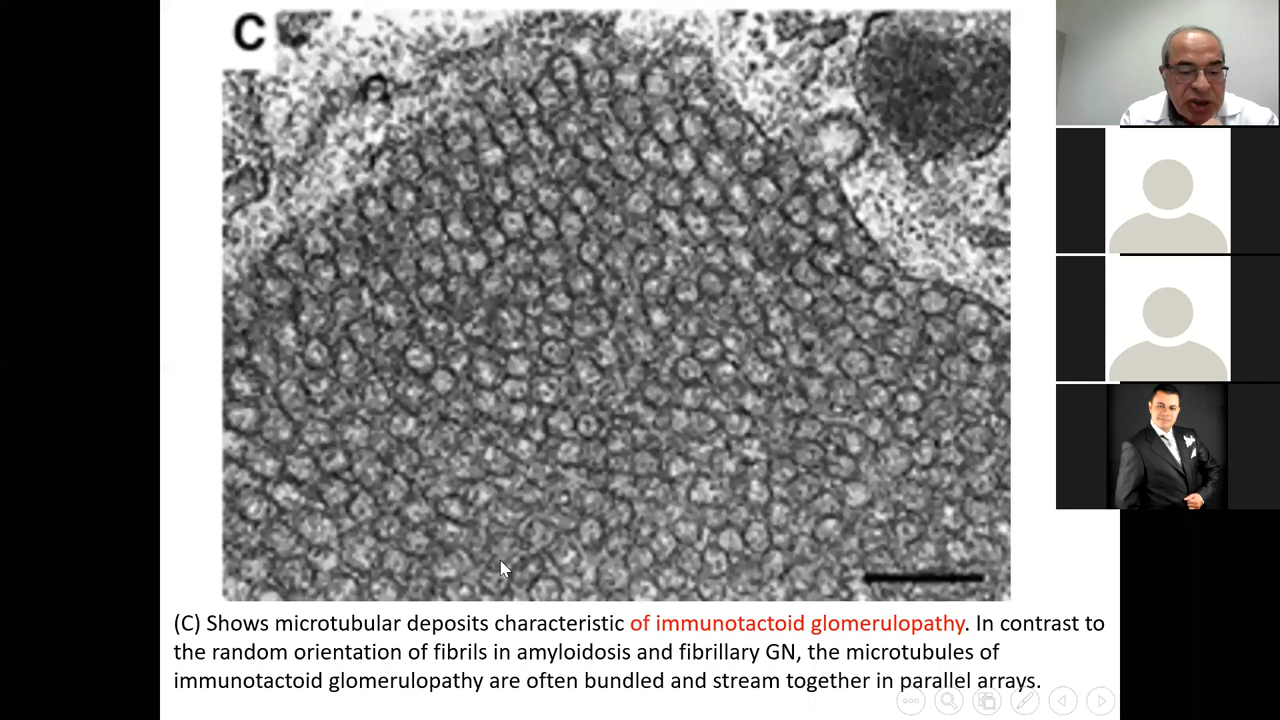 C
(C) Shows microtubular deposits characteristic of immunotactoid glomerulopathy. In contrast to
the random orientation of fibrils in amyloidosis and fibrillary GN, the microtubules of
immunotactoid glomerulopathy are often bundled and stream together in parallel arrays.